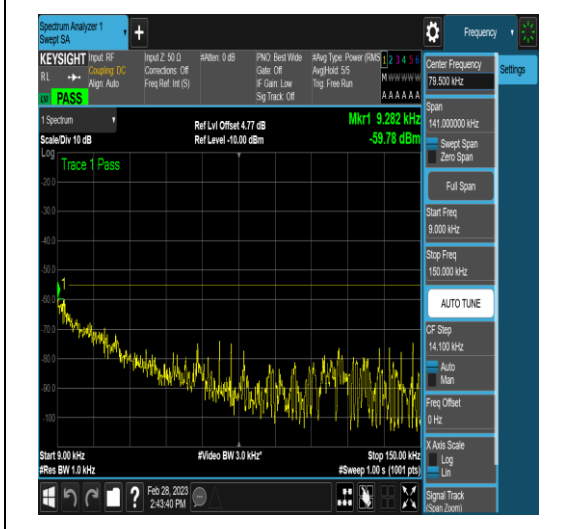 Spectrum Analyzer 1
Swept SA
+
Frequency
KEYSIGHT
Input: RF
Coupling: DC
Align: Auto
Input Z: 50 Ω
Corrections: Off
Freq Ref: Int (S)
#Atten: 0 dB
PNO: Best Wide
Gate: Off
IF Gain: Low
Sig Track: Off
#Avg Type: Power (RMS)
Avg|Hold: 5/5
Trig: Free Run
1 2 3 4 5 6
M W W W W W
A A A A A A
RL
PASS
1 Spectrum
Scale/Div 10 dB
Ref Lvl Offset 4.77 dB
Ref Level -10.00 dBm
Mkr1 9.282 kHz
-59.78 dBm
Log
Trace 1 Pass
-20.0
-30.0
-40.0
-50.0
-60.0
-70.0
-80.0
-90.0
-100
1
Start 9.00 kHz
#Res BW 1.0 kHz
#Video BW 3.0 kHz*
Stop 150.00 kHz
#Sweep 1.00 s (1001 pts)
Feb 28, 2023
2:43:40 PM
?
Center Frequency
79.500 kHz
Settings
Span
141.000000 kHz
Swept Span
Zero Span
Full Span
Start Freq
9.000 kHz
Stop Freq
150.000 kHz
AUTO TUNE
CF Step
14.100 kHz
Auto
Man
Freq Offset
0 Hz
X Axis Scale
Log
Lin
Signal Track
(Span Zoom)